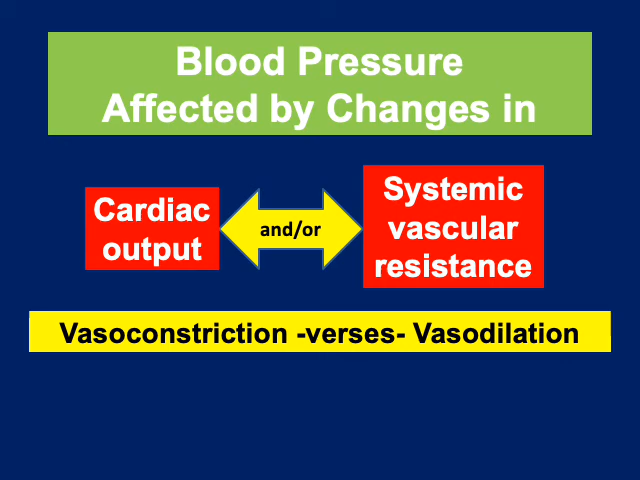 Blood Pressure
Affected by Changes in
Cardiac
output
and/or
Systemic
vascular
resistance
Vasoconstriction -verses- Vasodilation